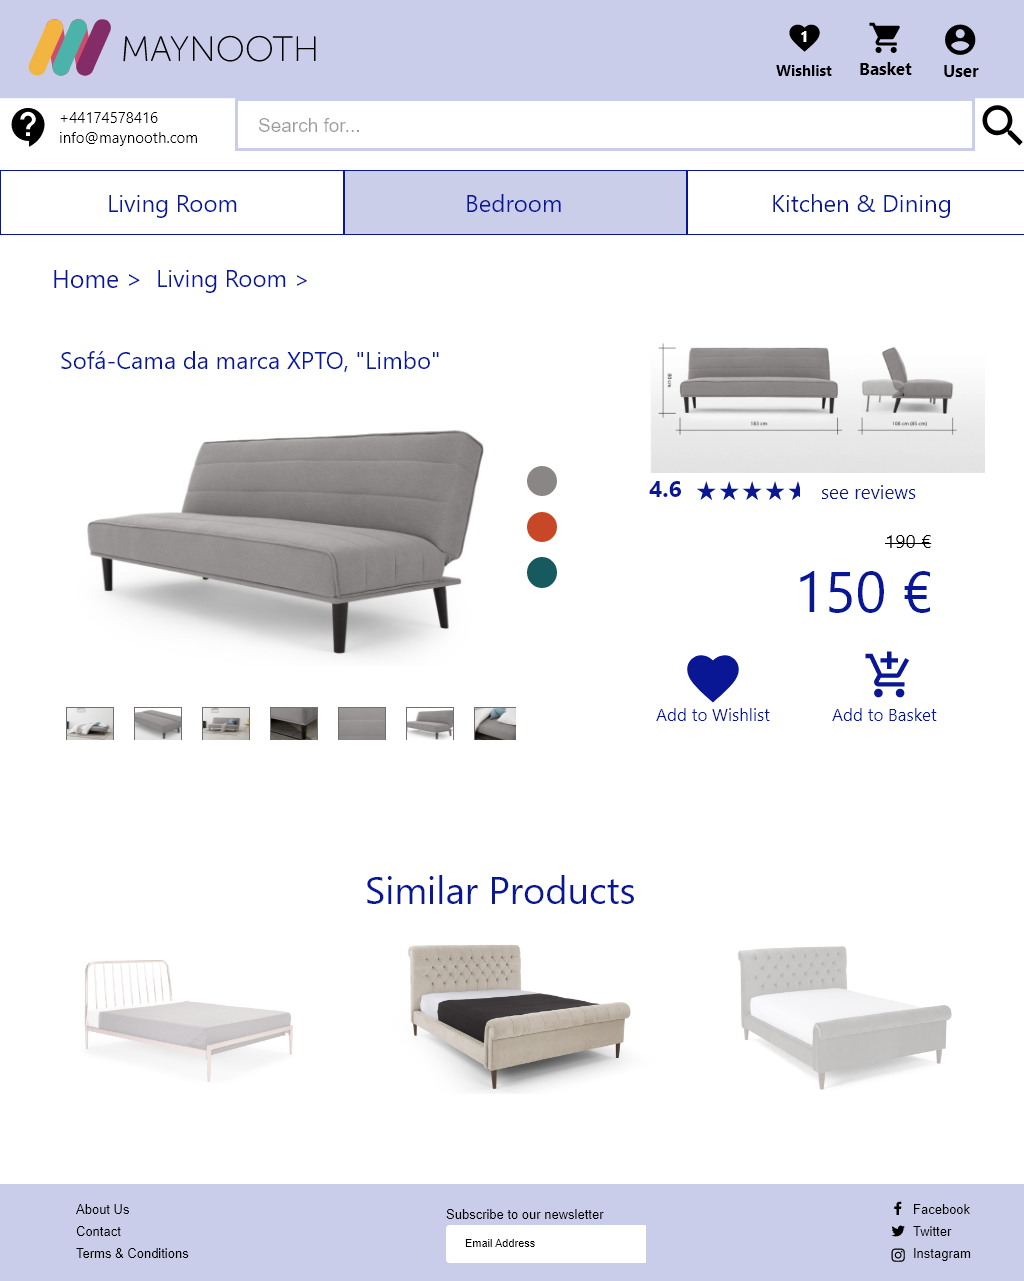 MAYNOOTH
1
Wishlist
Basket
User
+44174578416
info@maynooth.com
Search for...
Living Room
Bedroom
Kitchen & Dining
Home >
Living Room >
Sofá-Cama da marca XPTO, "Limbo"
185 cm
4.6
see reviews
190 €
150 €
Add to Wishlist
Add to Basket
Similar Products
About Us
Contact
Terms & Conditions
Subscribe to our newsletter
Email Address
Facebook
Twitter
Instagram